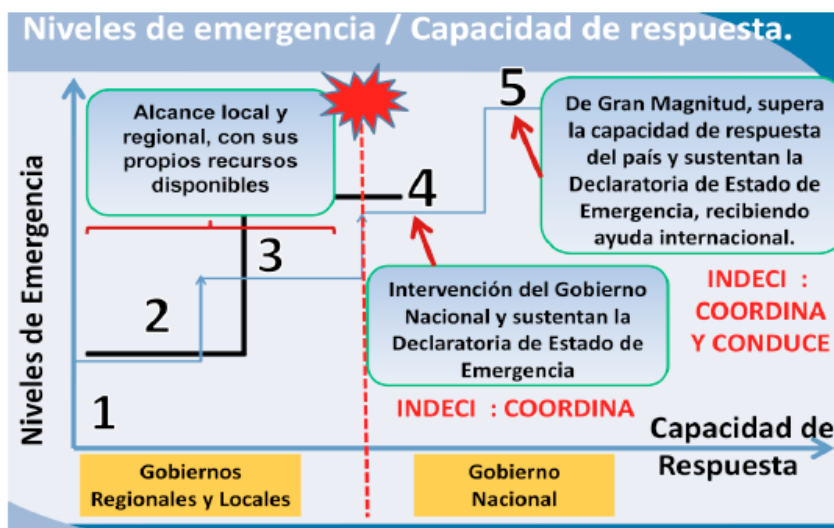 Niveles de emergencia / Capacidad de respuesta.
Niveles de Emergencia
Alcance local y
regional, con sus
propios recursos
disponibles
1
2
3
4
5
De Gran Magnitud, supera
la capacidad de respuesta
del país y sustentan la
Declaratoria de Estado de
Emergencia, recibiendo
ayuda internacional.
INDECI :
COORDINA
Y CONDUCE
Intervención del Gobierno
Nacional y sustentan la
Declaratoria de Estado de
Emergencia
INDECI : COORDINA
Capacidad de
Respuesta
Gobiernos
Regionales y Locales
Gobierno
Nacional